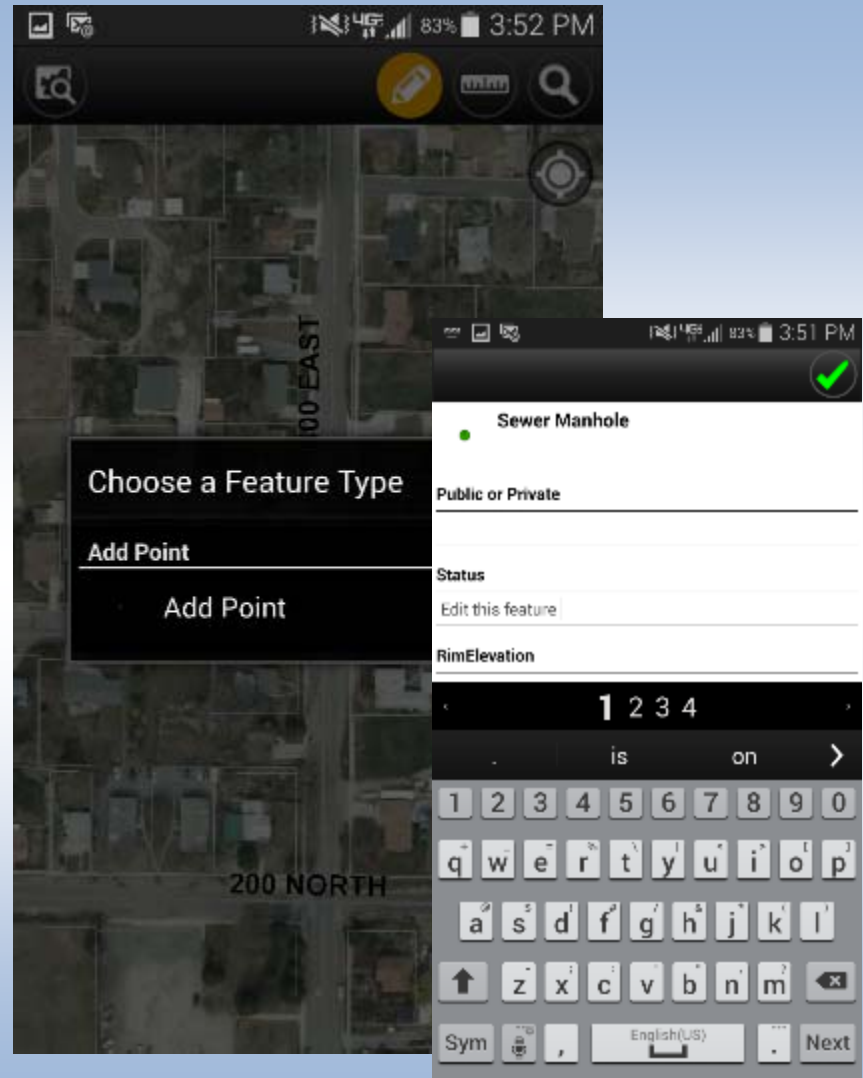 83% 3:52 PM
00 EAST
Choose a Feature Type
Add Point
Add Point
200 NORTH
83% 3:51 PM
Sewer Manhole
Public or Private
Status
Edit this feature
RimElevation
1 2 3 4
. is on
1 2 3 4 5 6 7 8 9 0
q w e r t y u i o p
a s d f g h j k l
z x c v b n m
Sym , English(US) . Next